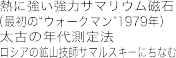 熱に強い強力サマリウム磁石
(最初の“ウォークマン”1979年)
太古の年代測定法
ロシアの鉱山技師サマルスキーにちなむ